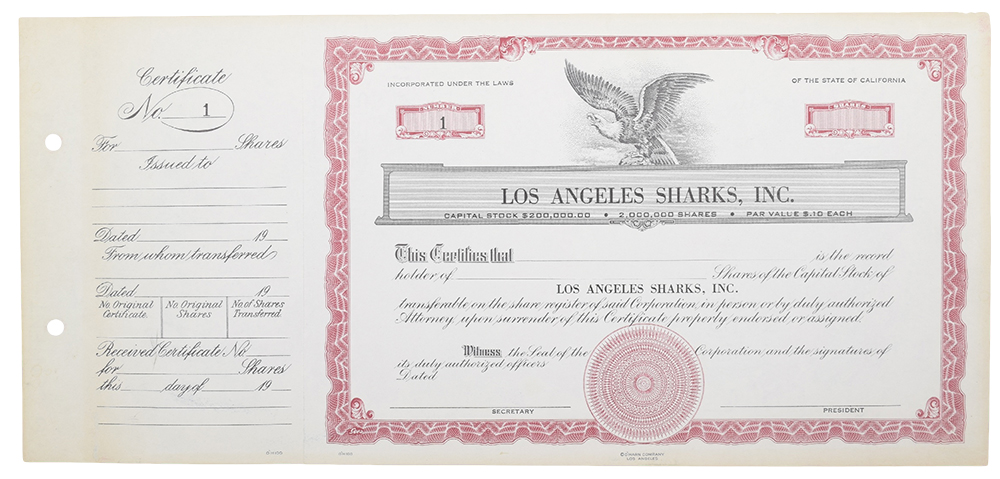 Certificate
No. 1
For Shares
Issued to
Dated 19
From whom transferred
Dated 19
No. Original Certificate. No. Original Shares No. of Shares Transferred.
Received Certificate No
for Shares
this day of 19
INCORPORATED UNDER THE LAWS OF THE STATE OF CALIFORNIA
NUMBER
1
SHARES
LOS ANGELES SHARKS, INC.
CAPITAL STOCK $200,000.00 • 2,000,000 SHARES • PAR VALUE $.10 EACH
This Certifies that is the record
holder of Shares of the Capital Stock of
LOS ANGELES SHARKS, INC.
transferable on the share register of said Corporation, in person or by duly authorized
Attorney, upon surrender of this Certificate properly endorsed or assigned.
Witness, the Seal of the Corporation and the signatures of
its duly authorized officers
Dated
SECRETARY
PRESIDENT
LOS ANGELES